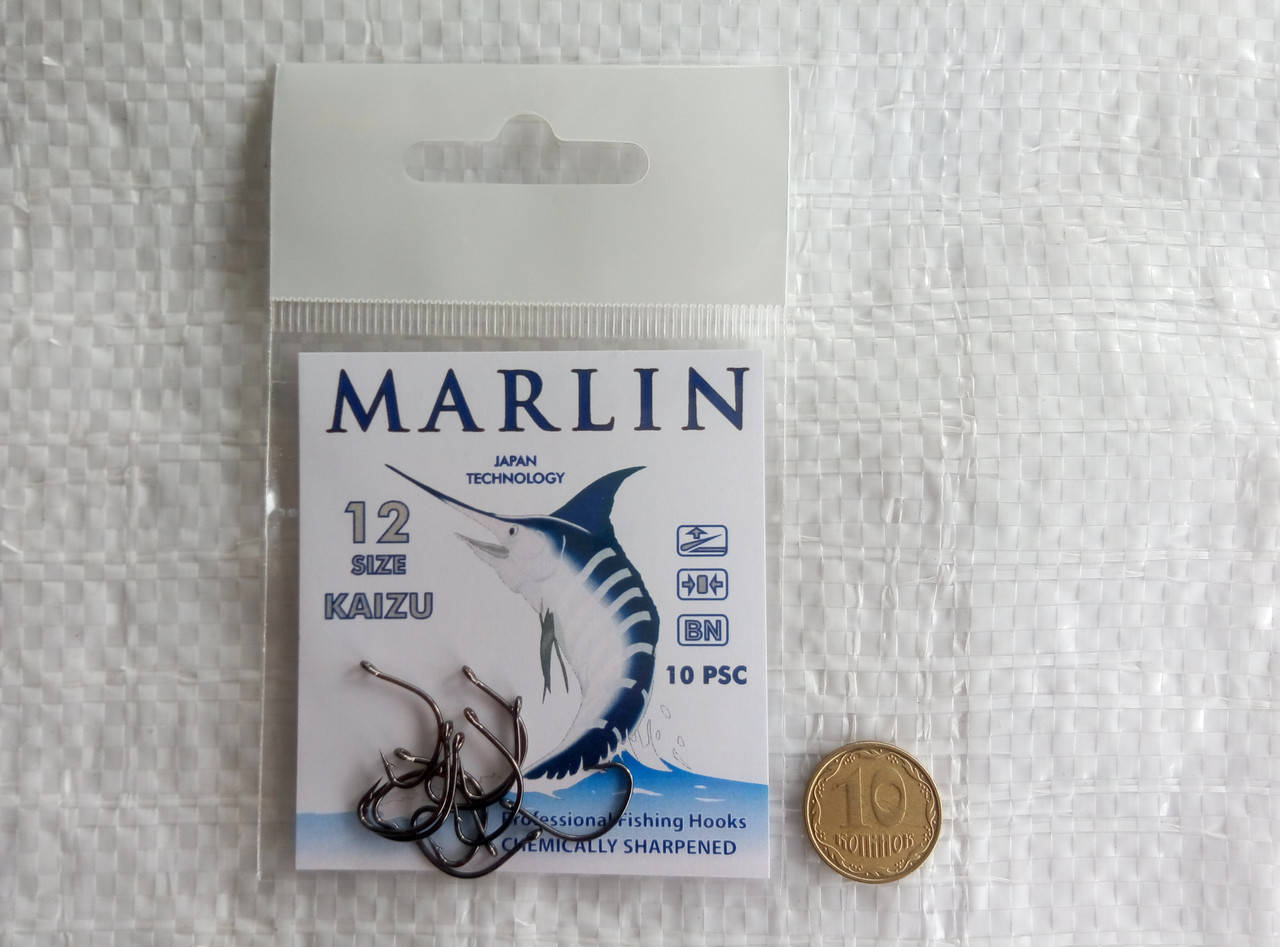 MARLIN
JAPAN
TECHNOLOGY
12
SIZE
KAIZU
BN
10 PSC
Professional Fishing Hooks
CHEMICALLY SHARPENED
10
КОПІЙОК